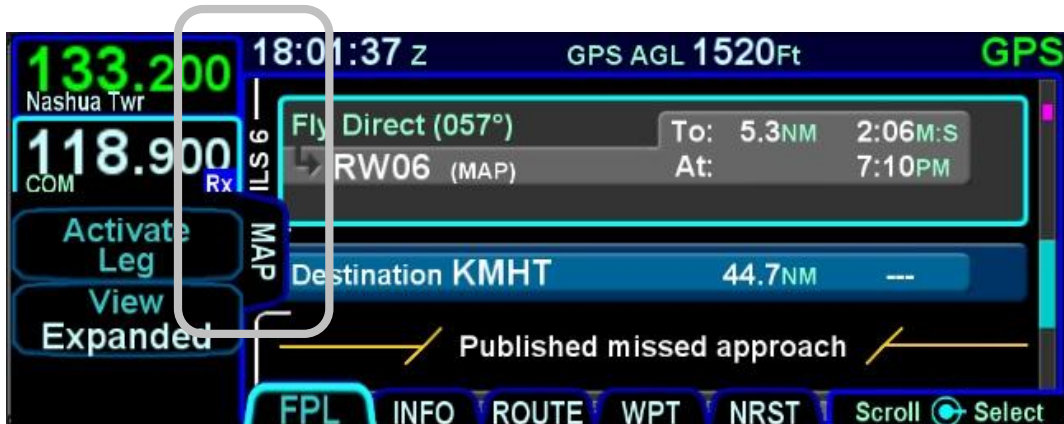 133.200
Nashua Twr
118.900
COM Rx
Activate
Leg
View
Expanded
18:01:37 Z GPS AGL 1520Ft GPS
9 ILS
MAP
Fly Direct (057°) To: 5.3NM 2:06M:S
RW06 (MAP) At: 7:10PM
Destination KMHT 44.7NM ---
Published missed approach
FPL INFO ROUTE WPT NRST Scroll Select